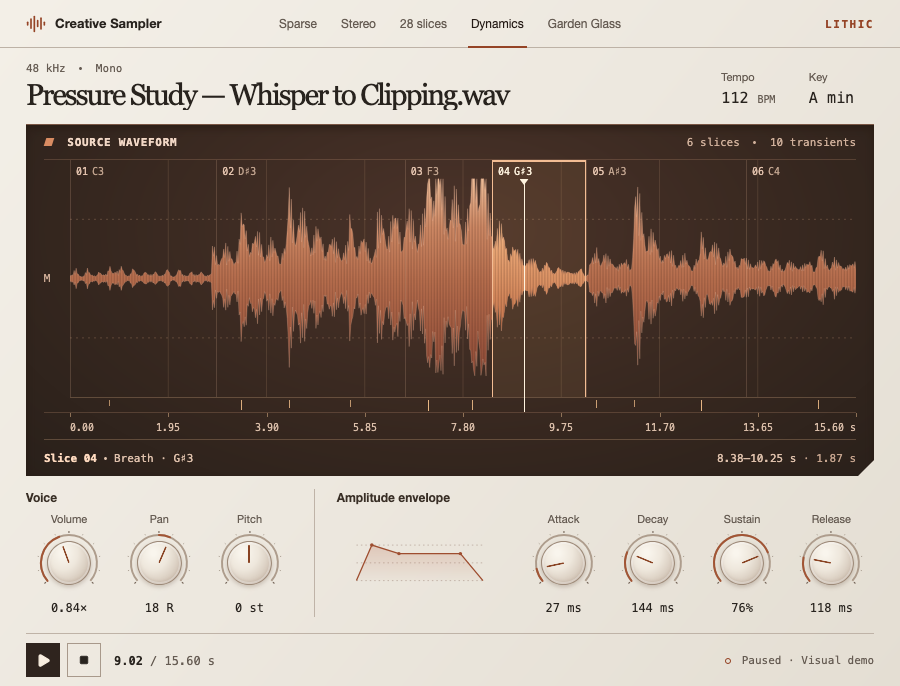 Creative Sampler
Sparse Stereo 28 slices Dynamics Garden Glass
LITHIC
48 kHz • Mono
Pressure Study — Whisper to Clipping.wav
Tempo Key
112 BPM A min
SOURCE WAVEFORM 6 slices • 10 transients
01 C3 02 D♯3 03 F3 04 G♯3 05 A♯3 06 C4
M
0.00 1.95 3.90 5.85 7.80 9.75 11.70 13.65 15.60 s
Slice 04 • Breath · G♯3 8.38–10.25 s · 1.87 s
Voice Amplitude envelope
Volume Pan Pitch Attack Decay Sustain Release
0.84× 18 R 0 st 27 ms 144 ms 76% 118 ms
9.02 / 15.60 s Paused · Visual demo